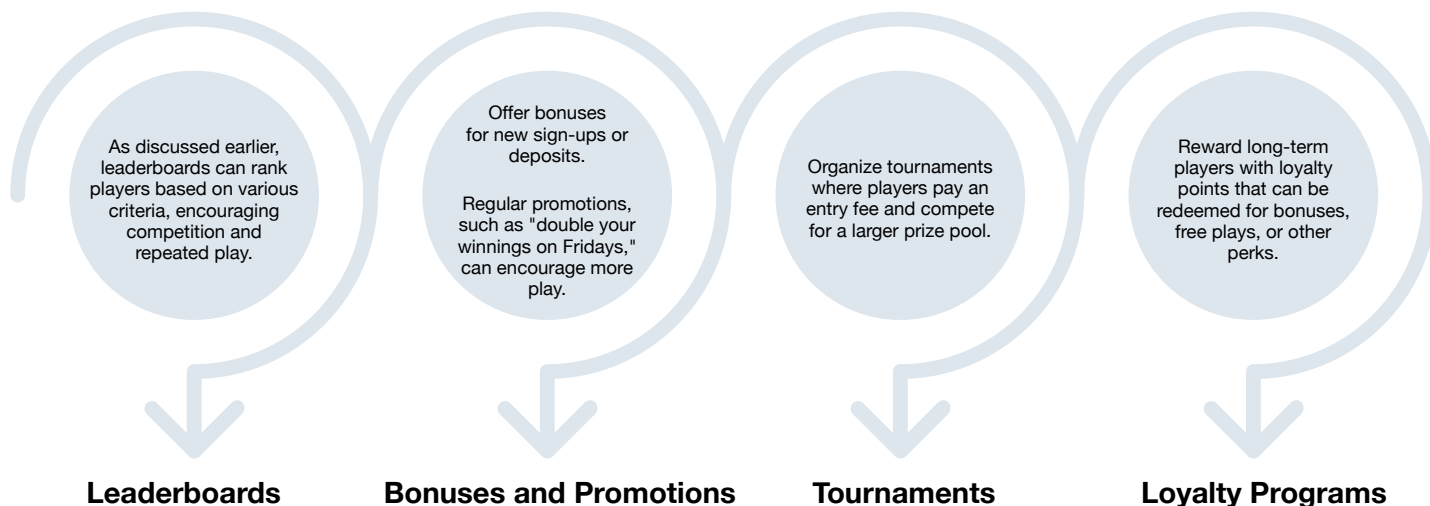 As discussed earlier,
leaderboards can rank
players based on various
criteria, encouraging
competition and
repeated play.
Leaderboards
Offer bonuses
for new sign-ups or
deposits.
Regular promotions,
such as "double your
winnings on Fridays,"
can encourage more
play.
Bonuses and Promotions
Organize tournaments
where players pay an
entry fee and compete
for a larger prize pool.
Tournaments
Reward long-term
players with loyalty
points that can be
redeemed for bonuses,
free plays, or other
perks.
Loyalty Programs